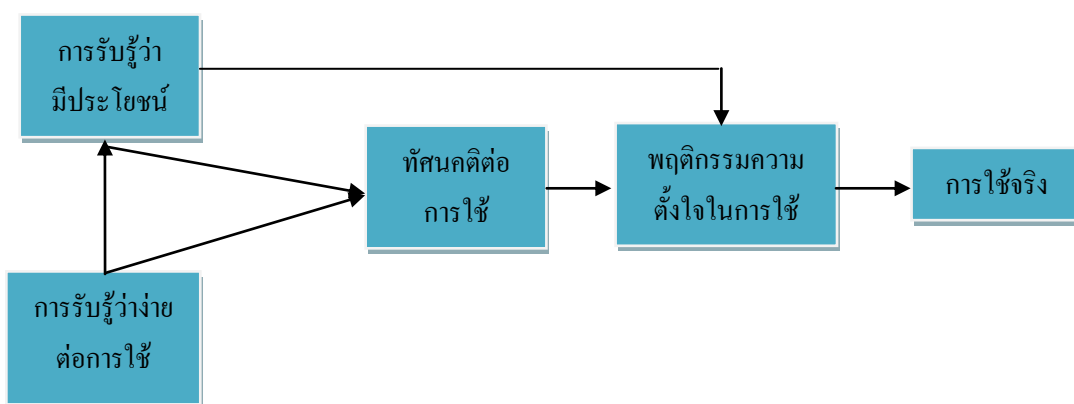 การรับรู้ว่า
มีประโยชน์
ทัศนคติต่อ
การใช้
พฤติกรรมความ
ตั้งใจในการใช้
การใช้จริง
การรับรู้ว่าง่าย
ต่อการใช้